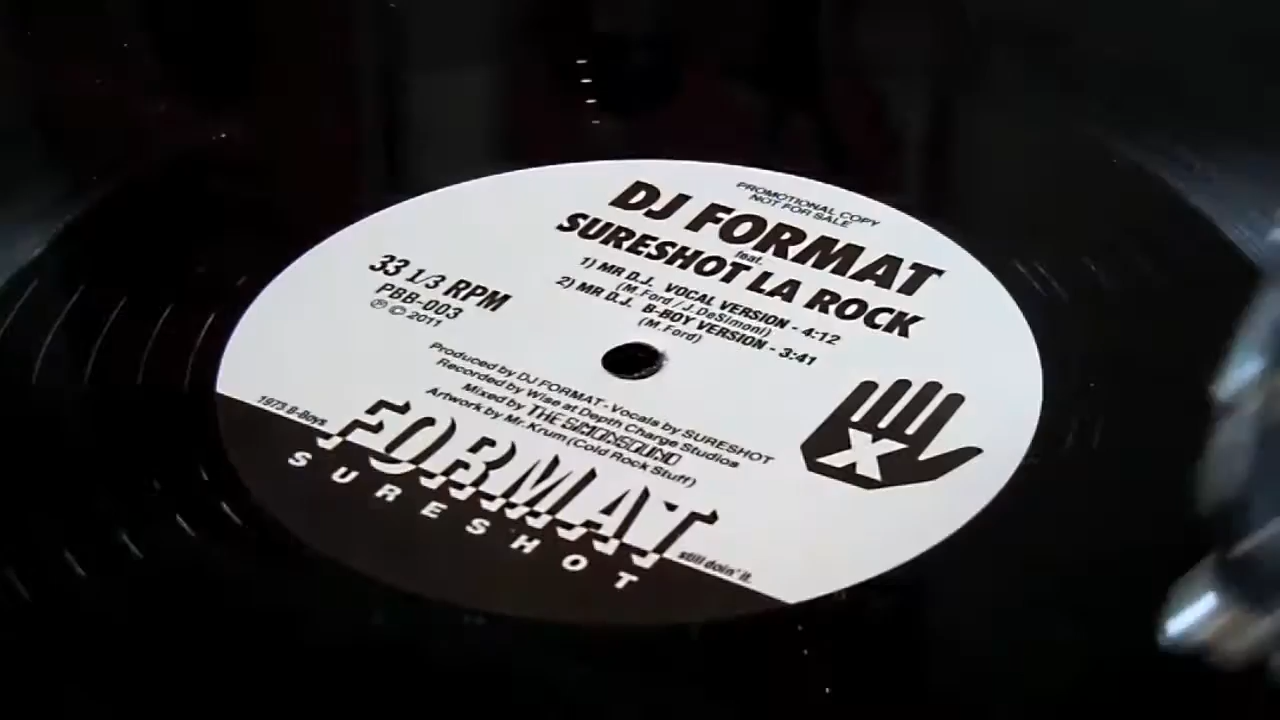 PROMOTIONAL COPY
NOT FOR SALE
DJ FORMAT
feat.
SURESHOT LA ROCK
1) MR D.J. VOCAL VERSION - 4:12
(M.Ford / J.DeSimoni)
2) MR D.J. B-BOY VERSION - 3:41
(M.Ford)
33 1/3 RPM
PBB-003
℗ © 2011
Produced by DJ FORMAT - Vocals by SURESHOT
Recorded by Wise at Depth Charge Studios
Mixed by THE SIMONSOUND
Artwork by Mr. Krum (Cold Rock Stuff)
X
1973 B-Boys
FORMAT
still doin' it.
SURESHOT